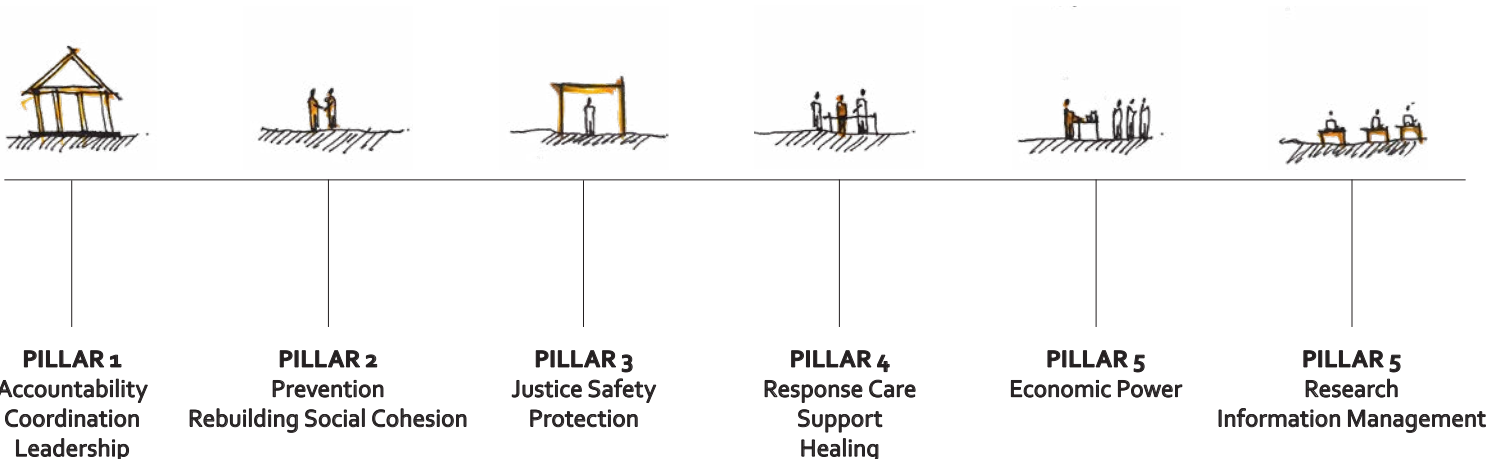 PILLAR 1
Accountability
Coordination
Leadership
PILLAR 2
Prevention
Rebuilding Social Cohesion
PILLAR 3
Justice Safety
Protection
PILLAR 4
Response Care
Support
Healing
PILLAR 5
Economic Power
PILLAR 5
Research
Information Management